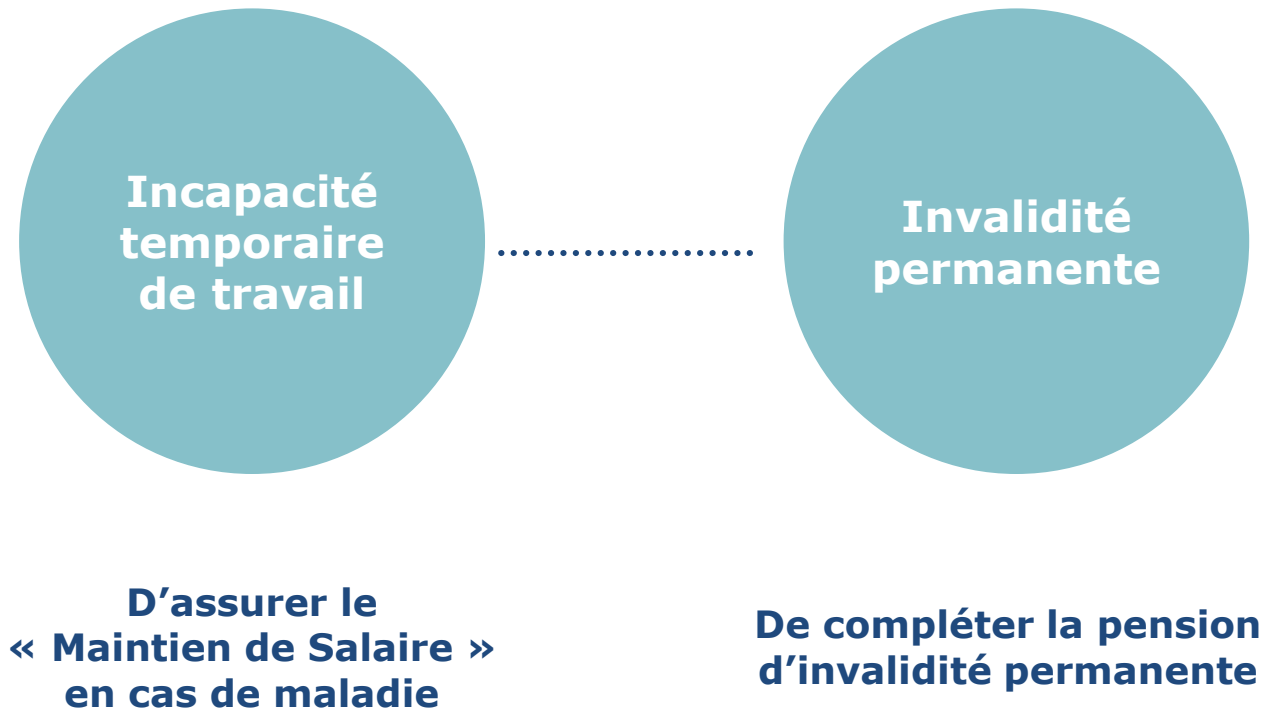 Incapacité
temporaire
de travail
Invalidité
permanente
D’assurer le
« Maintien de Salaire »
en cas de maladie
De compléter la pension
d’invalidité permanente